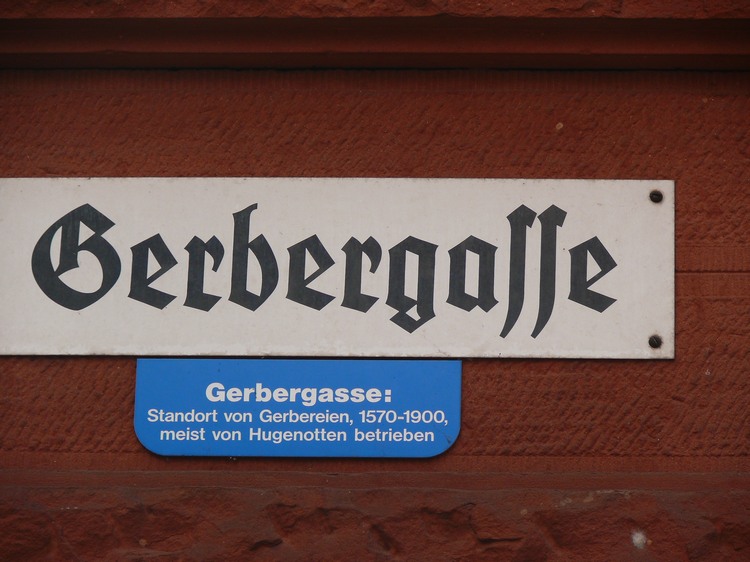 Gerbergasse
Gerbergasse:
Standort von Gerbereien, 1570-1900,
meist von Hugenotten betrieben